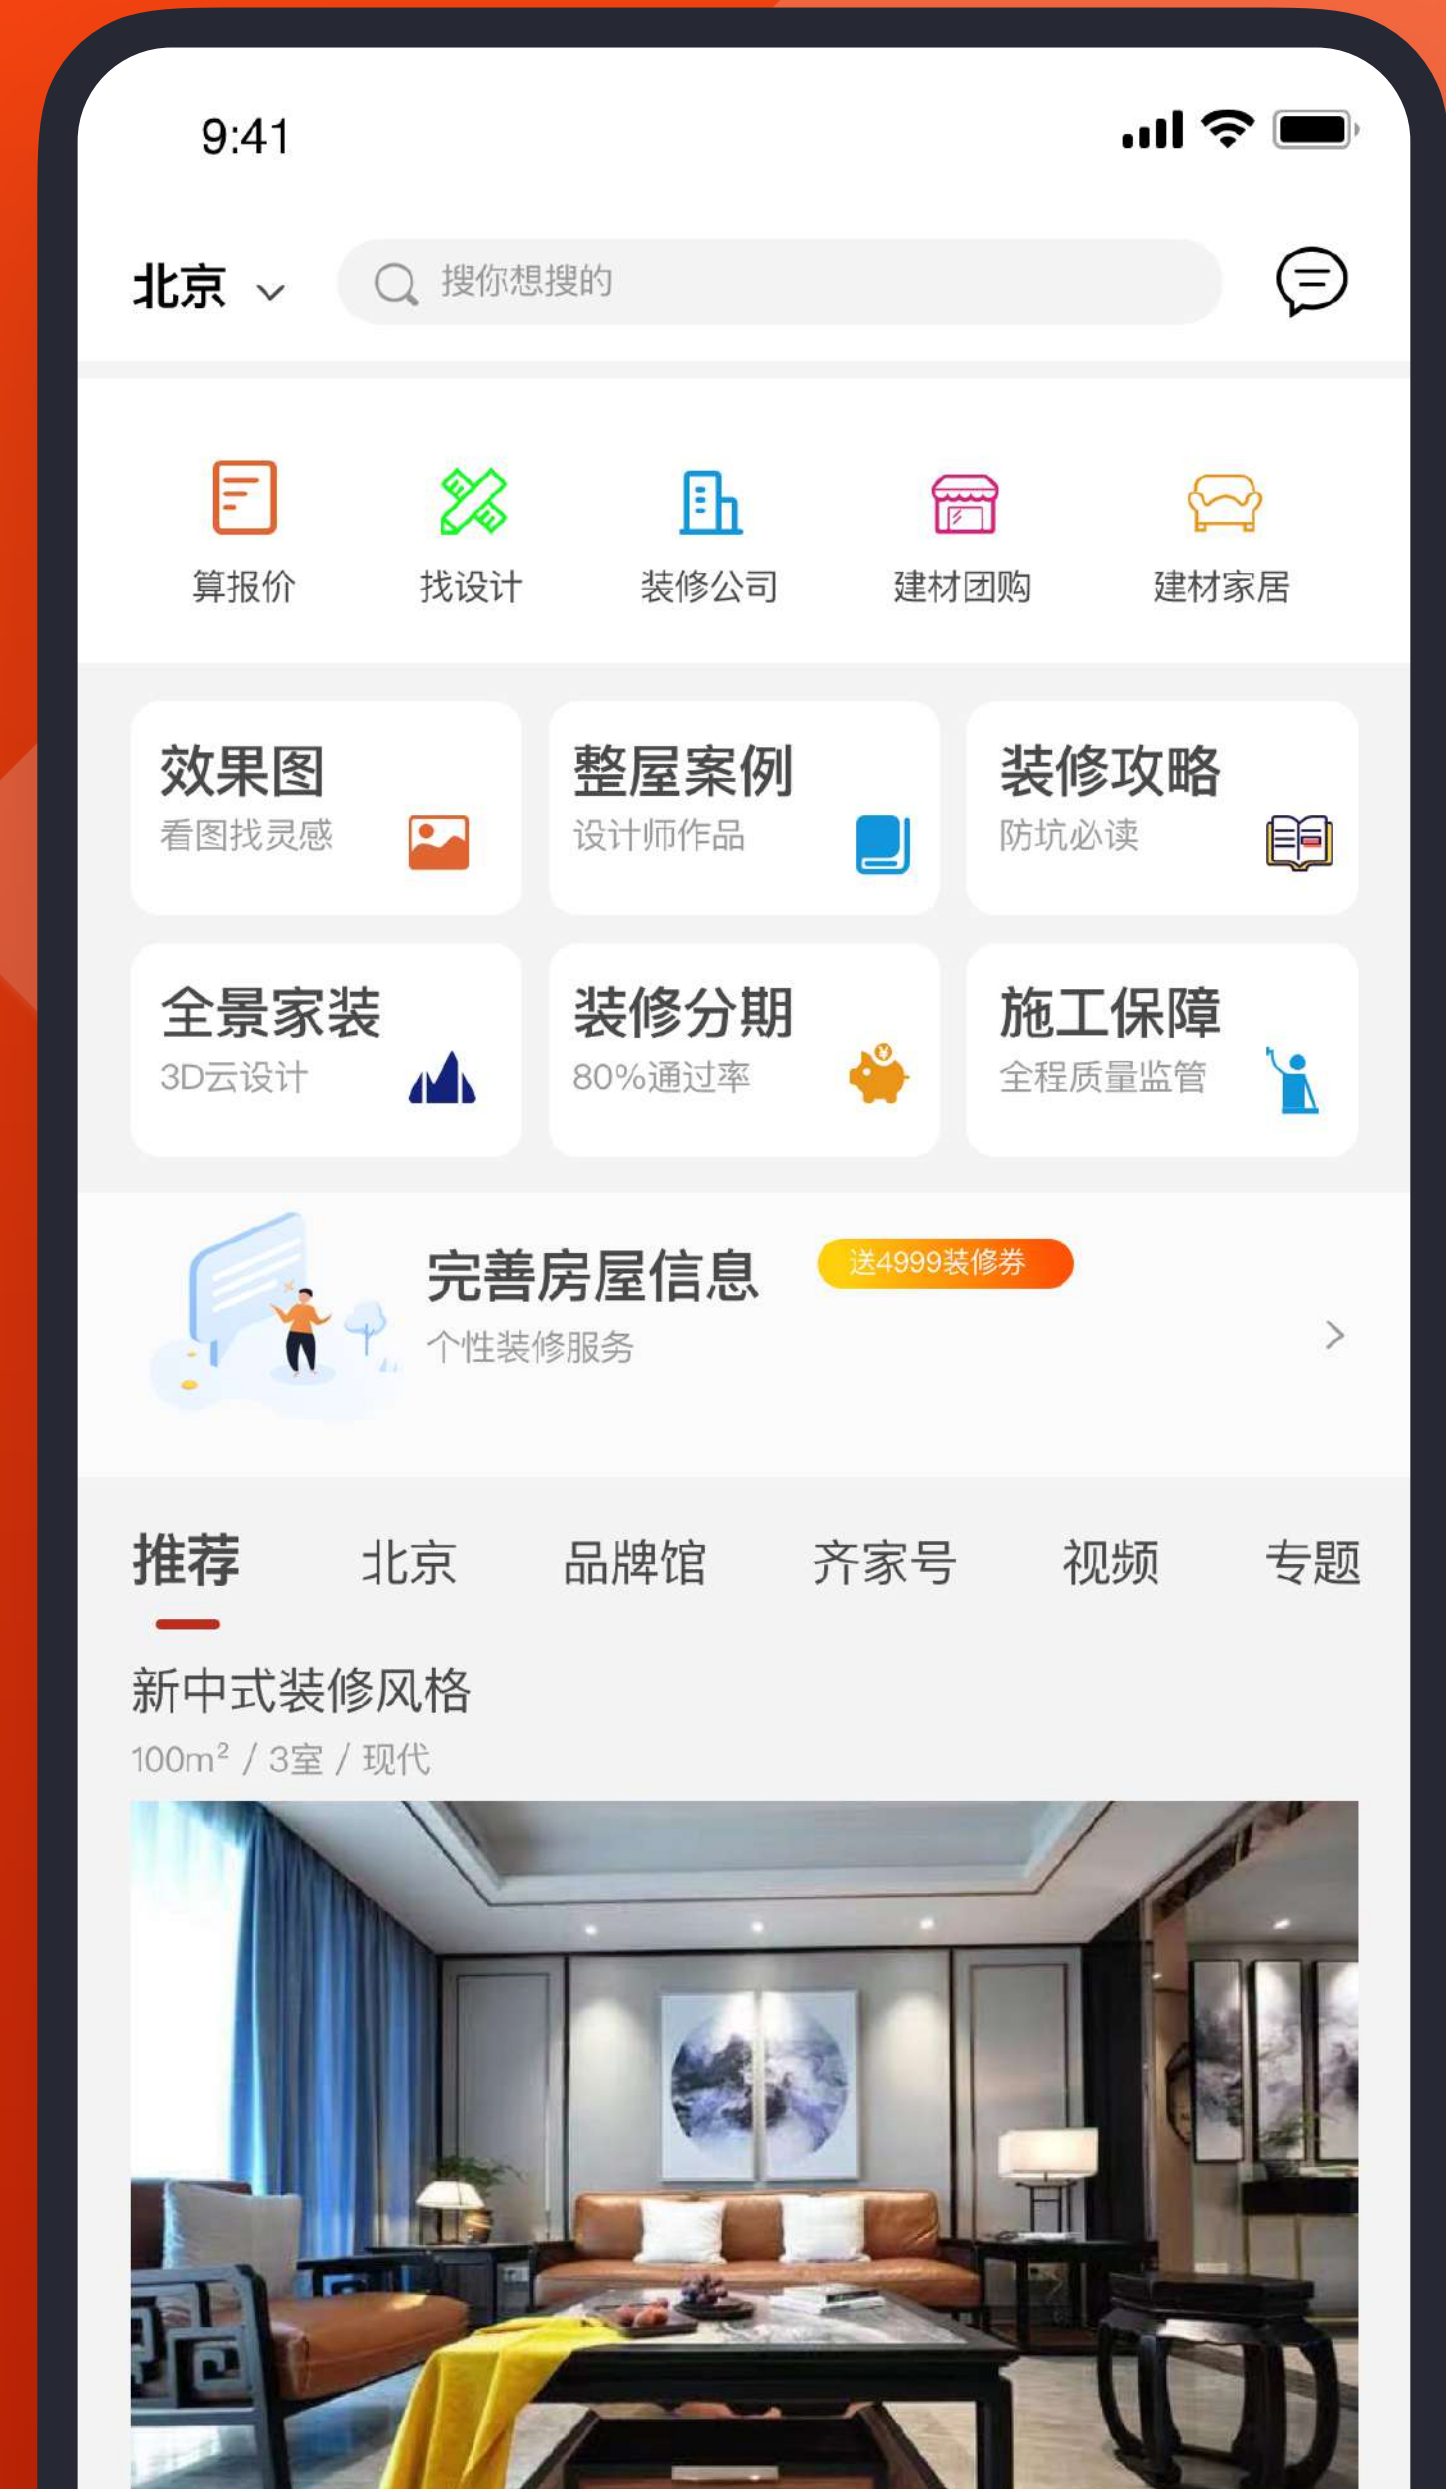 9:41
北京 搜你想搜的
算报价 找设计 装修公司 建材团购 建材家居
效果图 整屋案例 装修攻略
看图找灵感 设计师作品 防坑必读
全景家装 装修分期 施工保障
3D云设计 80%通过率 全程质量监管
完善房屋信息 送4999装修券
个性装修服务
推荐 北京 品牌馆 齐家号 视频 专题
新中式装修风格
100m² / 3室 / 现代